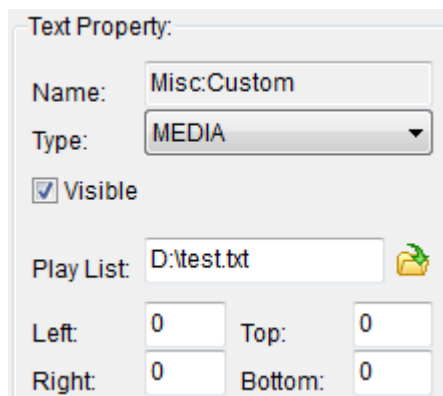 Text Property:
Name: Misc:Custom
Type: MEDIA
Visible
Play List: D:\test.txt
Left: 0 Top: 0
Right: 0 Bottom: 0